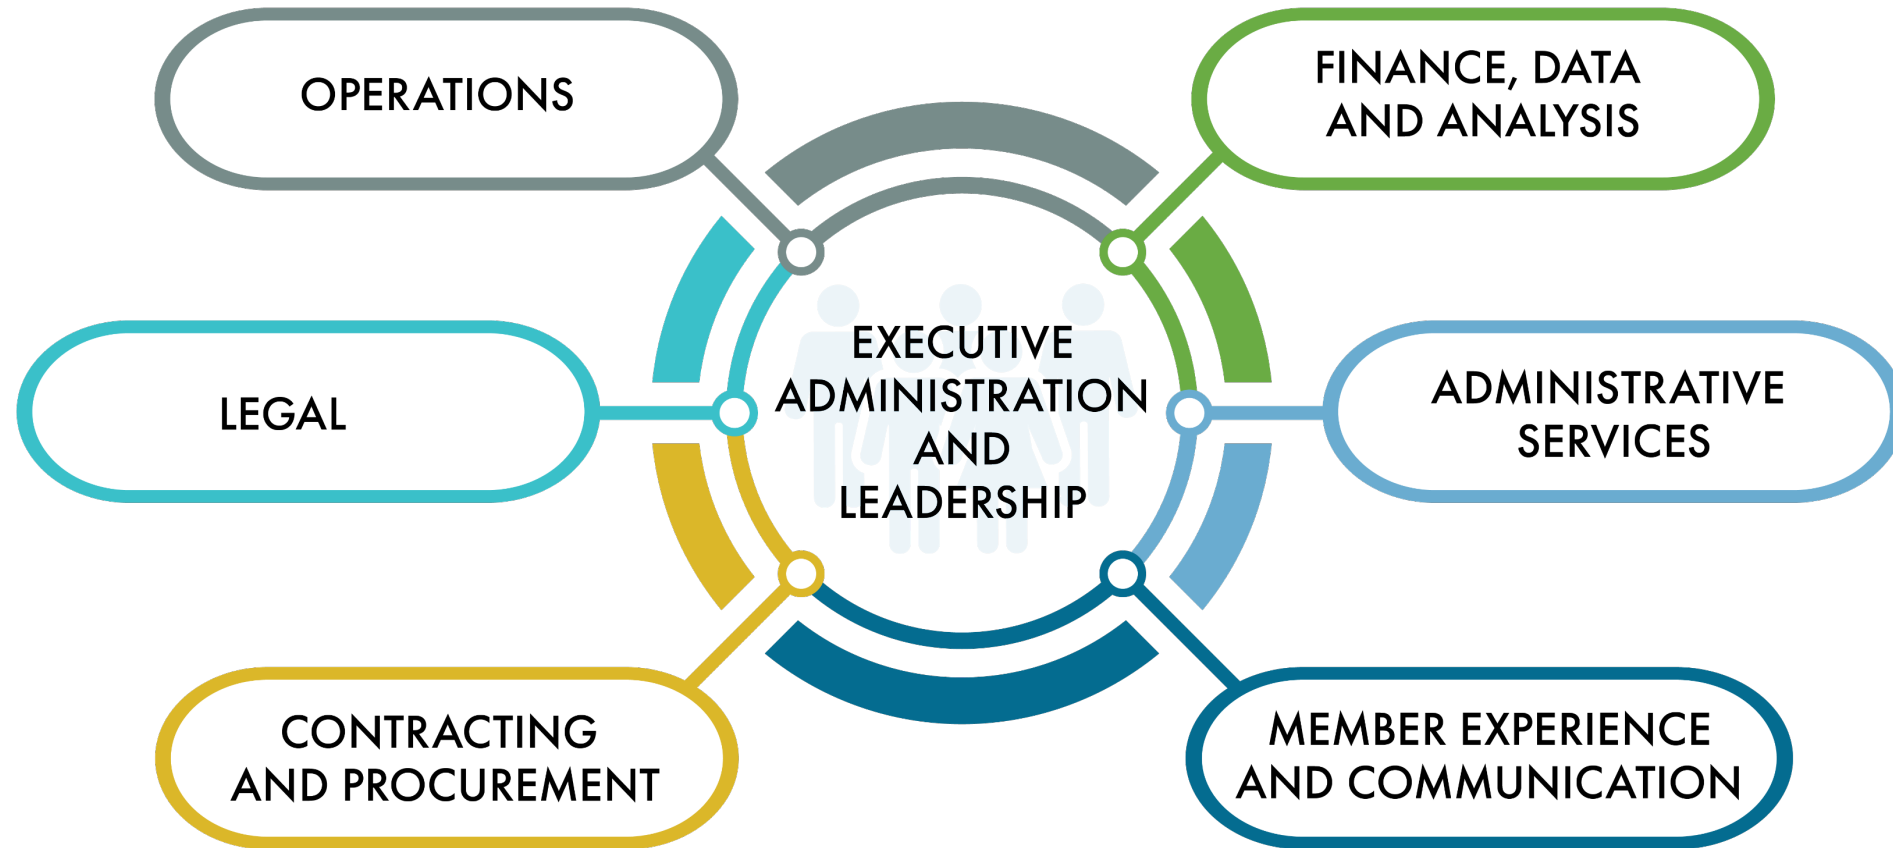 OPERATIONS
FINANCE, DATA
AND ANALYSIS
LEGAL
EXECUTIVE
ADMINISTRATION
AND
LEADERSHIP
ADMINISTRATIVE
SERVICES
CONTRACTING
AND PROCUREMENT
MEMBER EXPERIENCE
AND COMMUNICATION